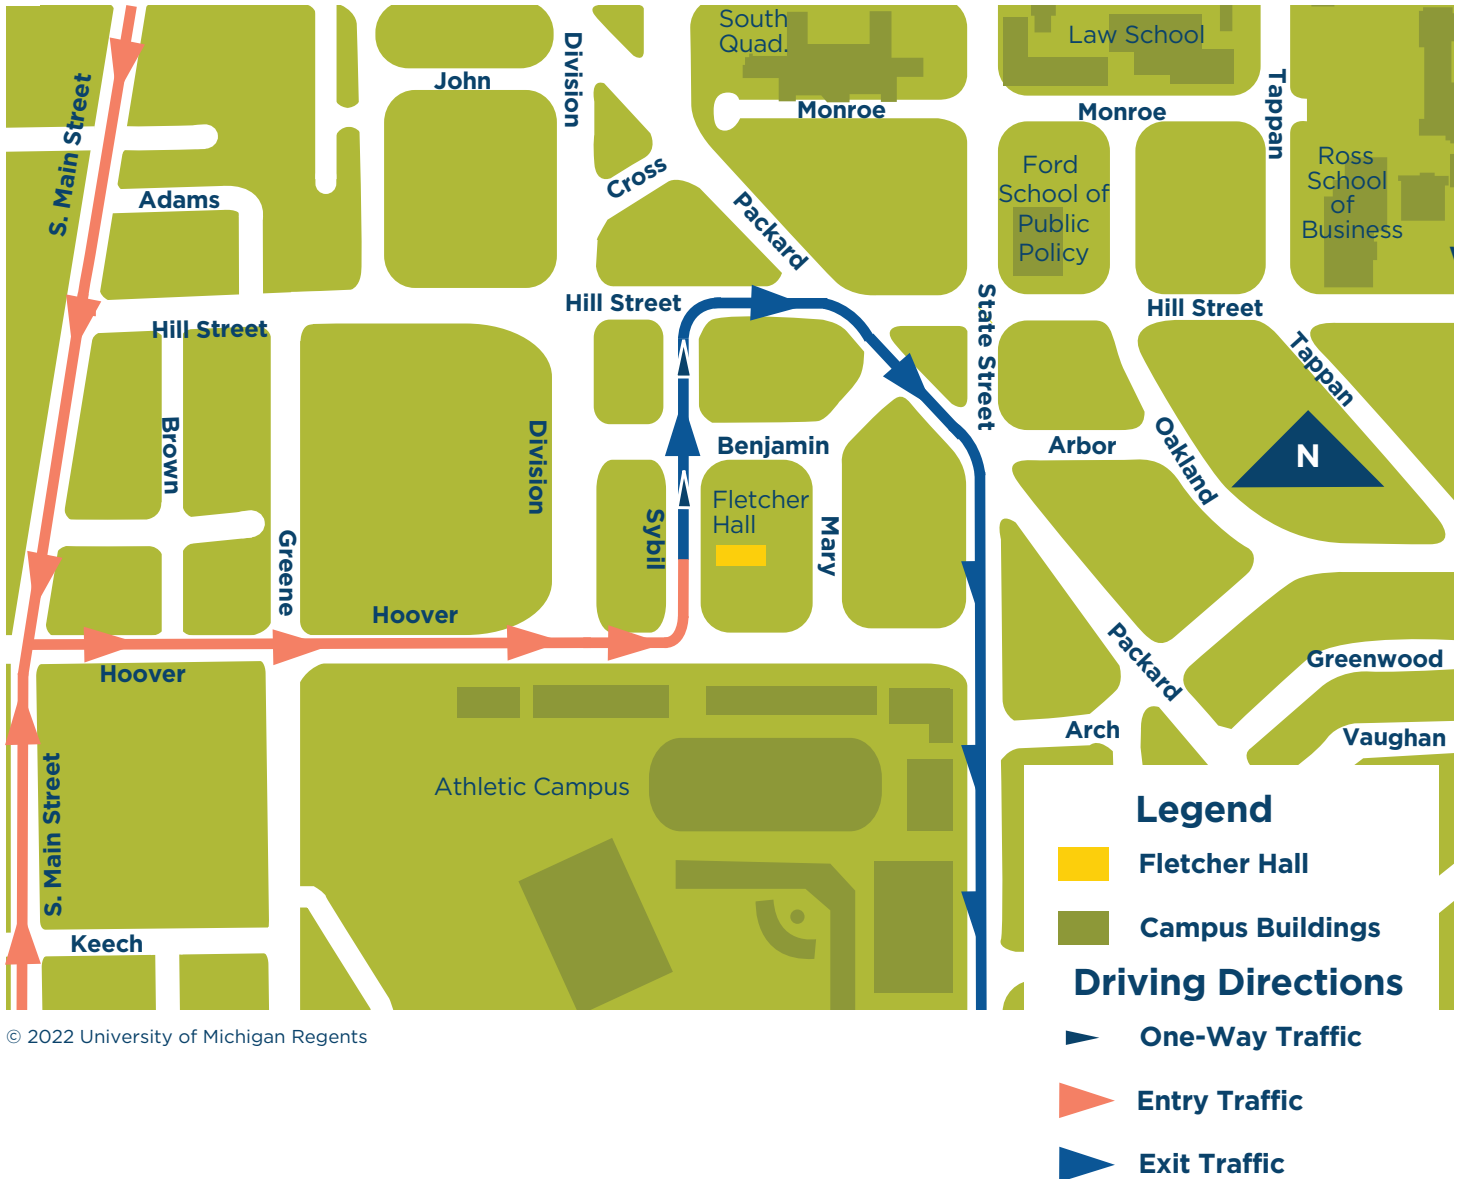 South
Quad.
Law School
Division
John
S. Main Street
Tappan
Monroe
Monroe
Adams
Cross
Packard
Ford
School of
Public
Policy
Ross
School
of
Business
Hill Street
Hill Street
State Street
Hill Street
Tappan
Brown
Division
Benjamin
Arbor
Oakland
N
Fletcher
Hall
Sybil
Mary
Greene
Hoover
Hoover
Packard
Greenwood
Arch
Vaughan
S. Main Street
Athletic Campus
Keech
Legend
Fletcher Hall
Campus Buildings
Driving Directions
One-Way Traffic
Entry Traffic
Exit Traffic
© 2022 University of Michigan Regents